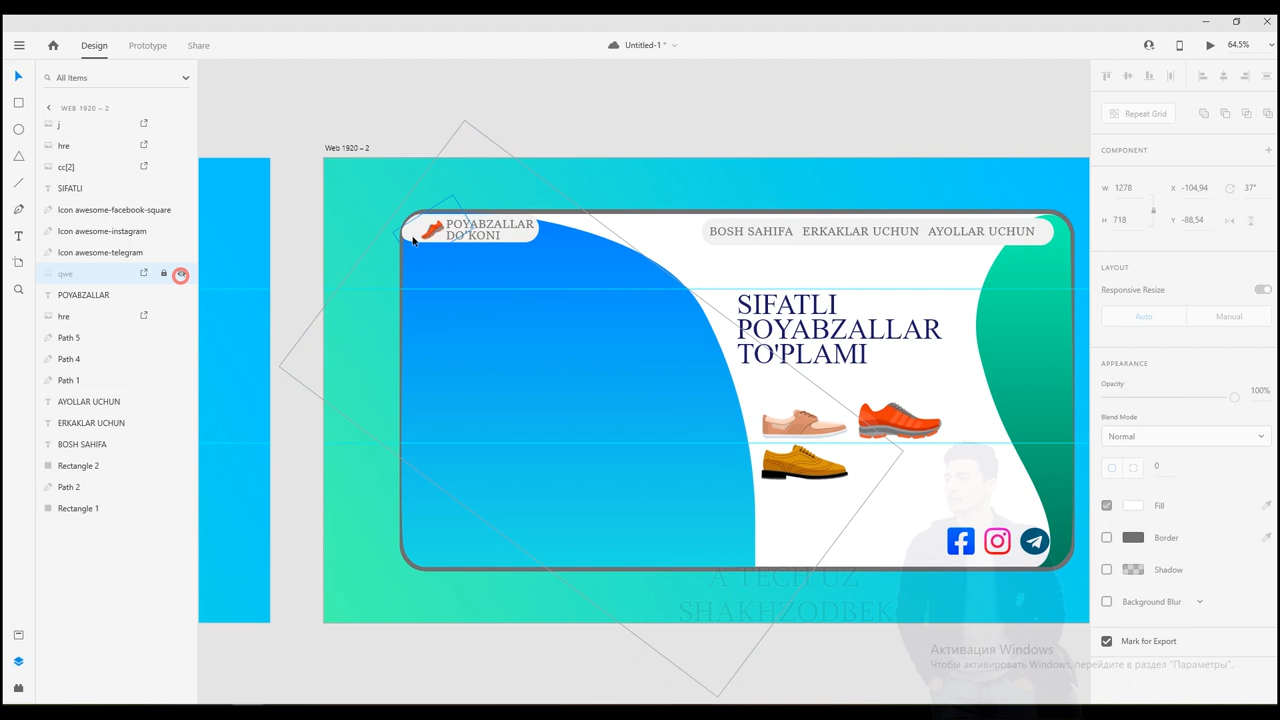 Design
Prototype
Share
Untitled-1 *
64.5%
All Items
WEB 1920 – 2
j
hre
cc[2]
SIFATLI
Icon awesome-facebook-square
Icon awesome-instagram
Icon awesome-telegram
qwe
POYABZALLAR
hre
Path 5
Path 4
Path 1
AYOLLAR UCHUN
ERKAKLAR UCHUN
BOSH SAHIFA
Rectangle 2
Path 2
Rectangle 1
Web 1920 – 2
POYABZALLAR
DO'KONI
BOSH SAHIFA ERKAKLAR UCHUN AYOLLAR UCHUN
SIFATLI
POYABZALLAR
TO'PLAMI
A TECH UZ
SHAKHZODBEK
Активация Windows
Чтобы активировать Windows, перейдите в раздел "Параметры".
Repeat Grid
COMPONENT
W 1278 X -104,94 37°
H 718 Y -88,54
LAYOUT
Responsive Resize
Auto Manual
APPEARANCE
Opacity
100%
Blend Mode
Normal
0
Fill
Border
Shadow
Background Blur
Mark for Export